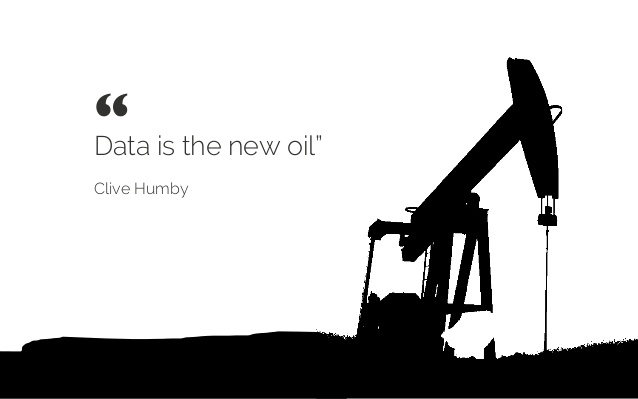 “
Data is the new oil”
Clive Humby